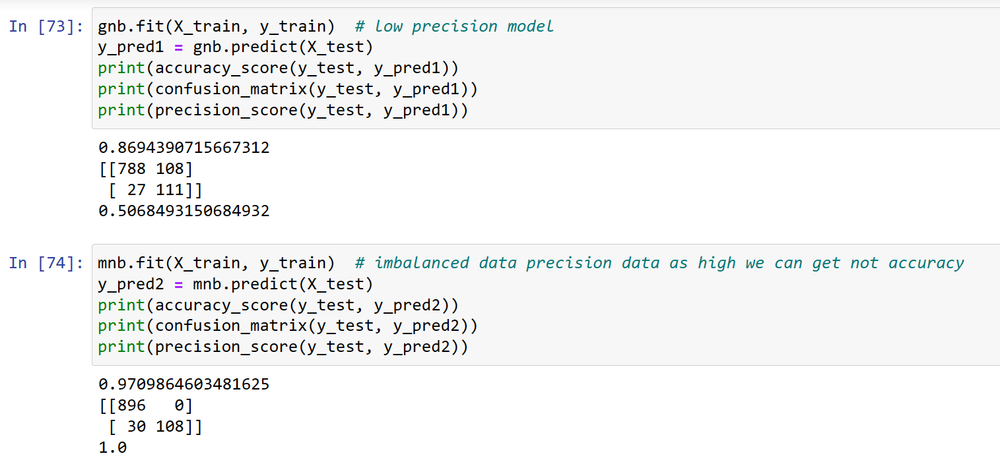 In [73]: gnb.fit(X_train, y_train)  # low precision model
y_pred1 = gnb.predict(X_test)
print(accuracy_score(y_test, y_pred1))
print(confusion_matrix(y_test, y_pred1))
print(precision_score(y_test, y_pred1))
0.8694390715667312
[[788 108]
 [ 27 111]]
0.5068493150684932
In [74]: mnb.fit(X_train, y_train)  # imbalanced data precision data as high we can get not accuracy
y_pred2 = mnb.predict(X_test)
print(accuracy_score(y_test, y_pred2))
print(confusion_matrix(y_test, y_pred2))
print(precision_score(y_test, y_pred2))
0.9709864603481625
[[896   0]
 [ 30 108]]
1.0